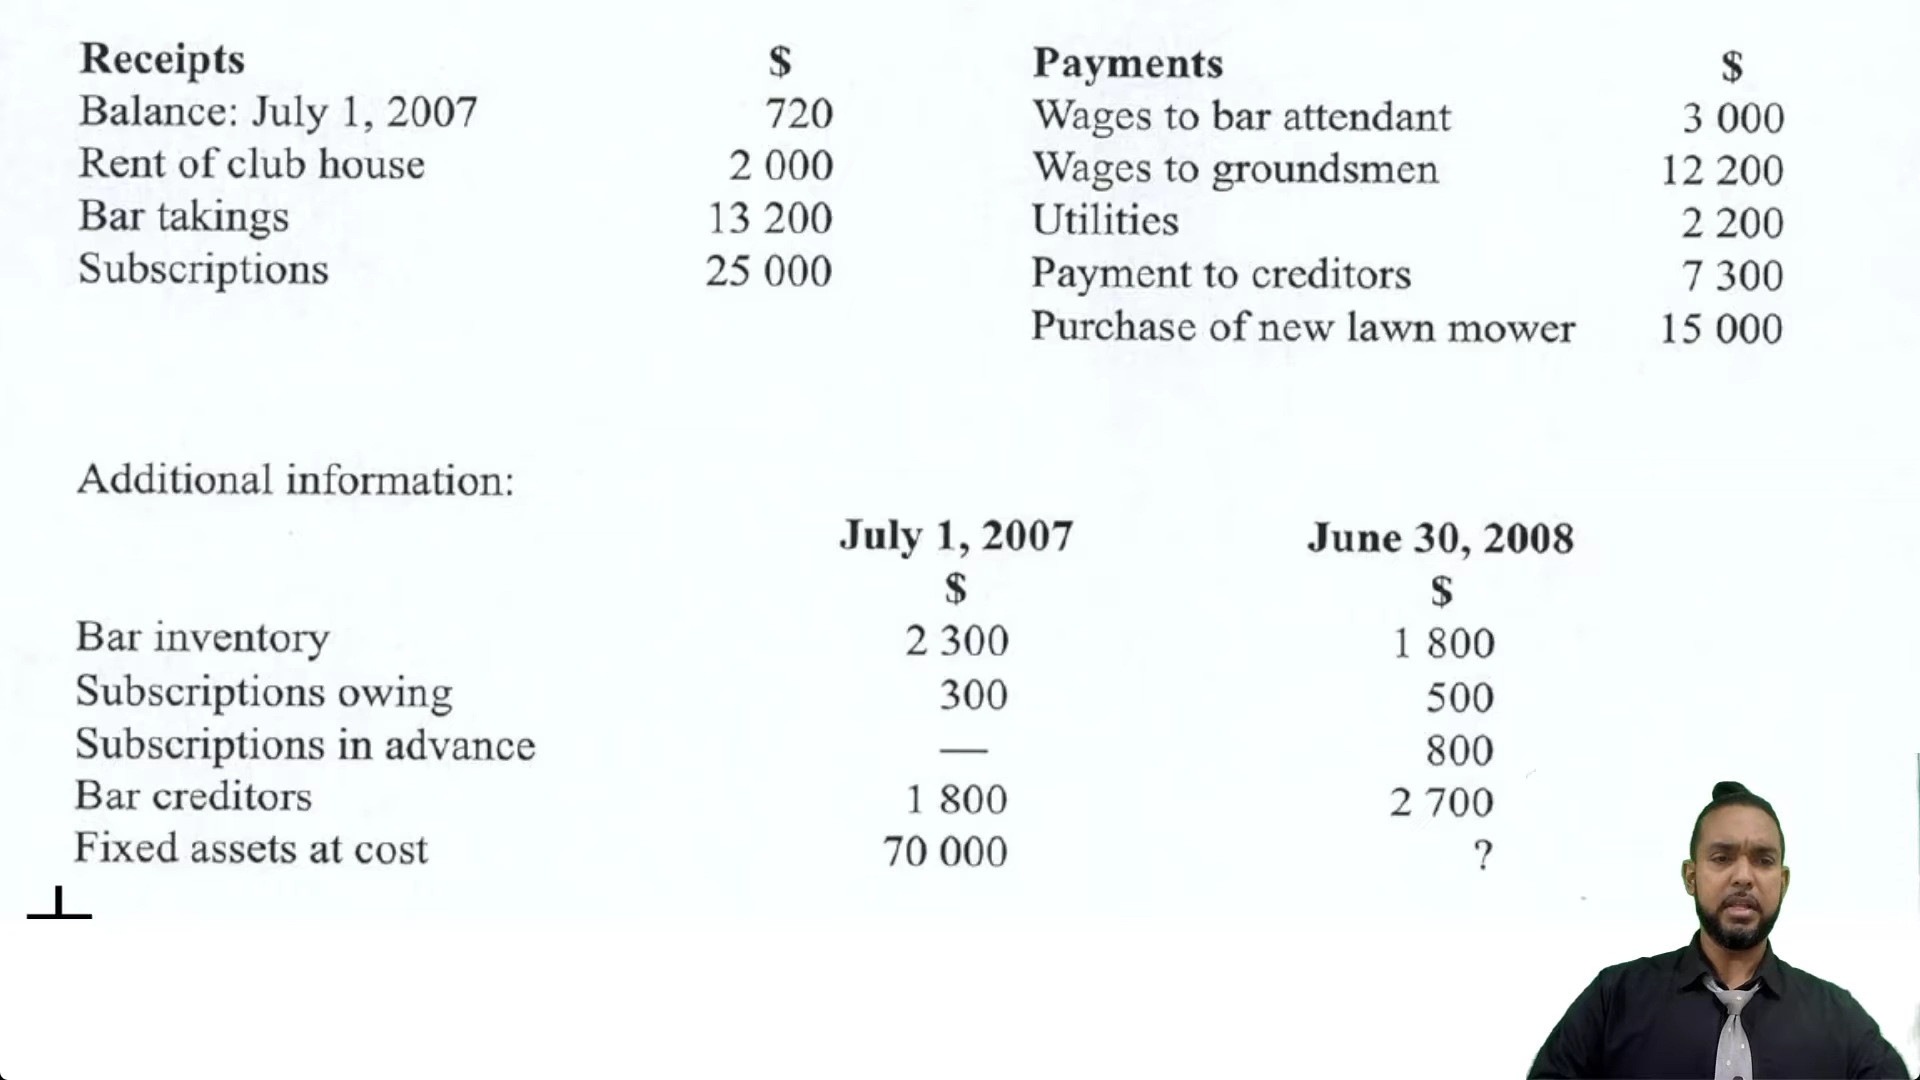 Receipts $ Payments $
Balance: July 1, 2007 720 Wages to bar attendant 3 000
Rent of club house 2 000 Wages to groundsmen 12 200
Bar takings 13 200 Utilities 2 200
Subscriptions 25 000 Payment to creditors 7 300
Purchase of new lawn mower 15 000
Additional information:
July 1, 2007 June 30, 2008
$ $
Bar inventory 2 300 1 800
Subscriptions owing 300 500
Subscriptions in advance — 800
Bar creditors 1 800 2 700
Fixed assets at cost 70 000 ?